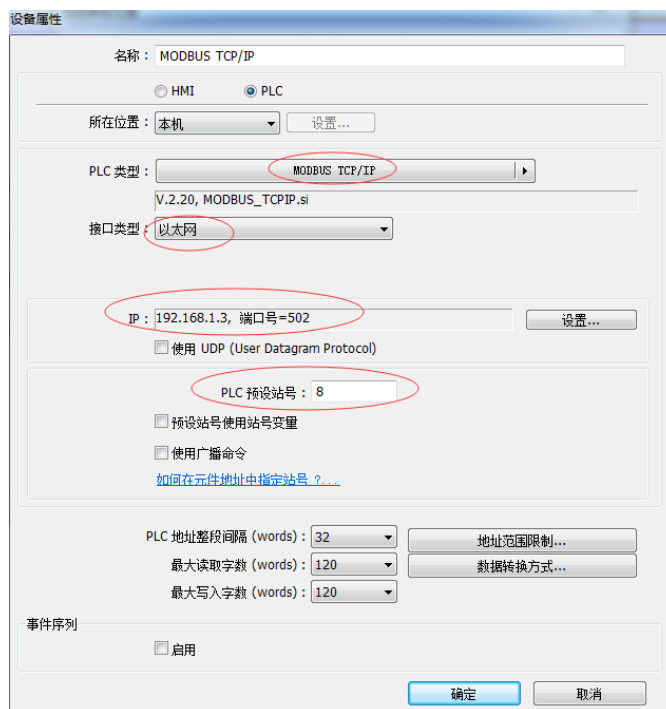 设备属性
名称： MODBUS TCP/IP
HMI PLC
所在位置： 本机 设置...
PLC 类型： MODBUS TCP/IP
V.2.20, MODBUS_TCPIP.si
接口类型： 以太网
IP： 192.168.1.3, 端口号=502 设置...
使用 UDP (User Datagram Protocol)
PLC 预设站号： 8
预设站号使用站号变量
使用广播命令
如何在元件地址中指定站号 ?...
PLC 地址整段间隔 (words)： 32 地址范围限制...
最大读取字数 (words)： 120 数据转换方式...
最大写入字数 (words)： 120
事件序列
启用
确定 取消